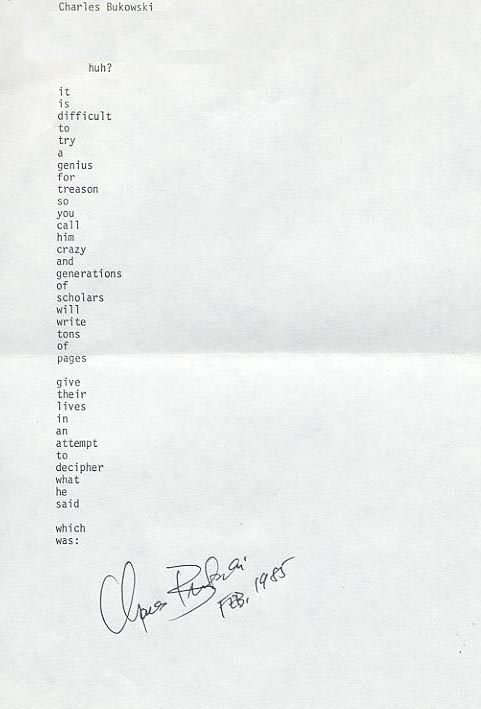 Charles Bukowski
huh?
it
is
difficult
to
try
a
genius
for
treason
so
you
call
him
crazy
and
generations
of
scholars
will
write
tons
of
pages
give
their
lives
in
an
attempt
to
decipher
what
he
said
which
was:
Charles Bukowski
FEB. 1985